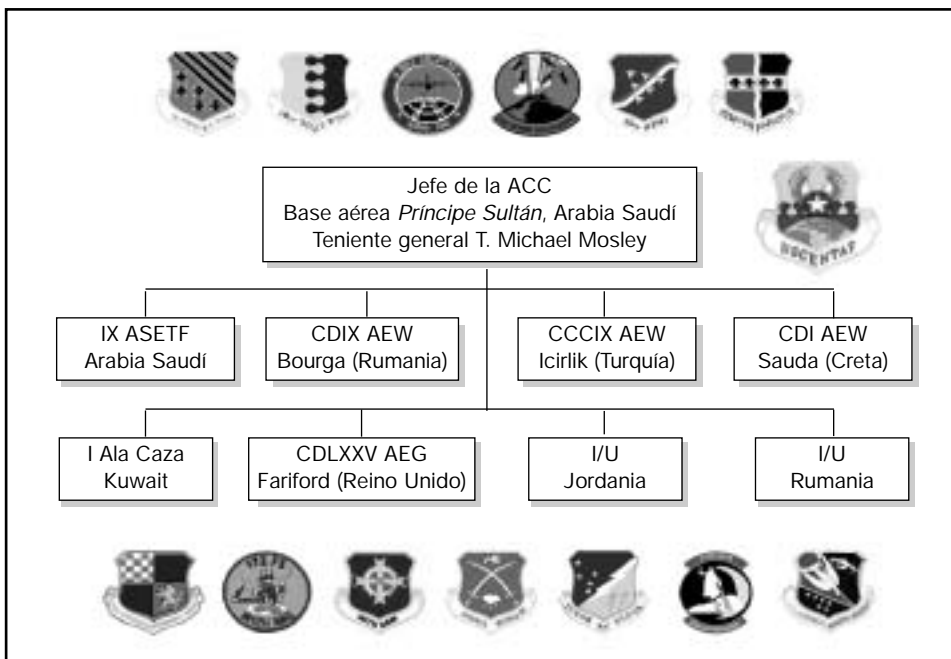 USCENTAF
Jefe de la ACC
Base aérea Príncipe Sultán, Arabia Saudí
Teniente general T. Michael Mosley
IX ASETF
Arabia Saudí
CDIX AEW
Bourga (Rumania)
CCCIX AEW
Icirlik (Turquía)
CDI AEW
Sauda (Creta)
I Ala Caza
Kuwait
CDLXXV AEG
Fariford (Reino Unido)
I/U
Jordania
I/U
Rumania